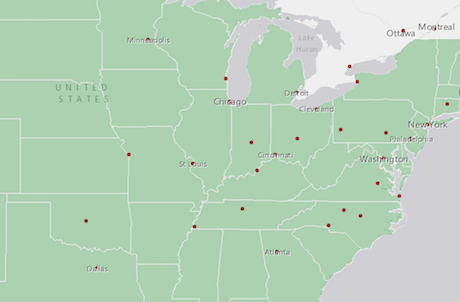 Montreal
Ottawa
Minneapolis
Lake
Huron
UNITED
STATES
Detroit
Chicago
Cleveland
New York
Philadelphia
St Louis
Cincinnati
Washington
Atlanta
Dallas